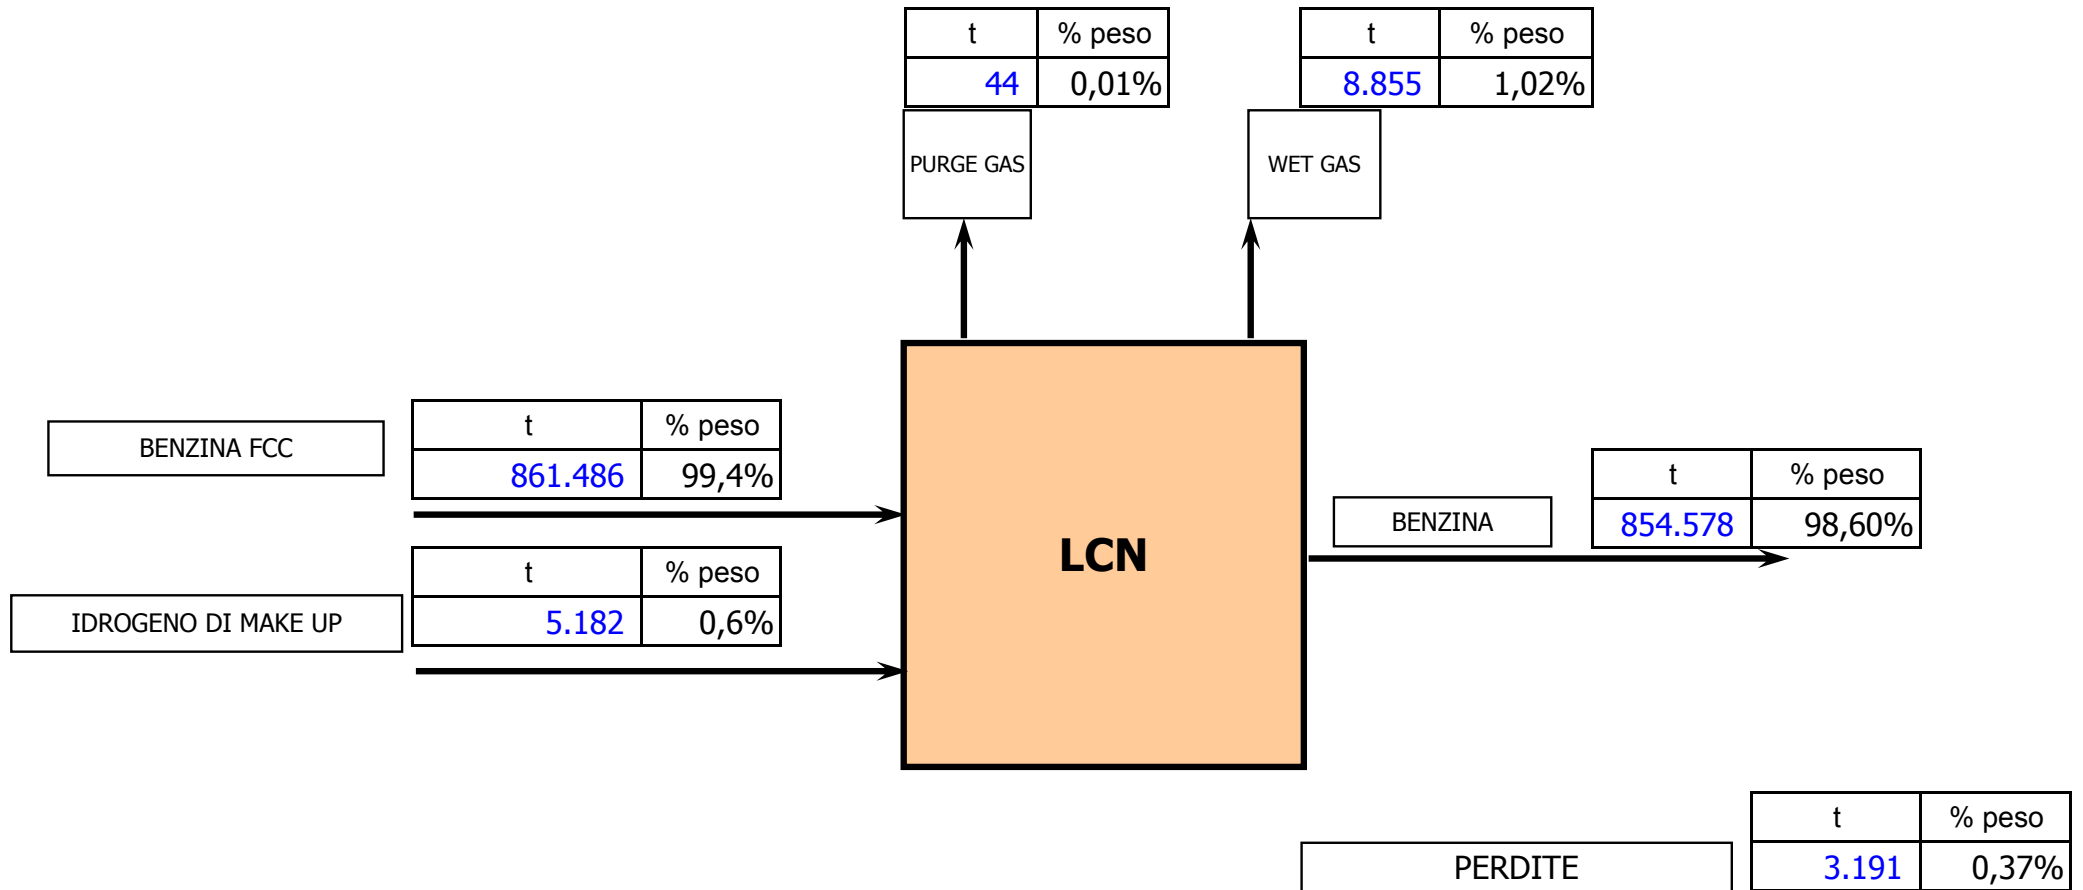 t % peso
44 0,01%
PURGE GAS
t % peso
8.855 1,02%
WET GAS
BENZINA FCC
t % peso
861.486 99,4%
IDROGENO DI MAKE UP
t % peso
5.182 0,6%
LCN
BENZINA
t % peso
854.578 98,60%
PERDITE
t % peso
3.191 0,37%